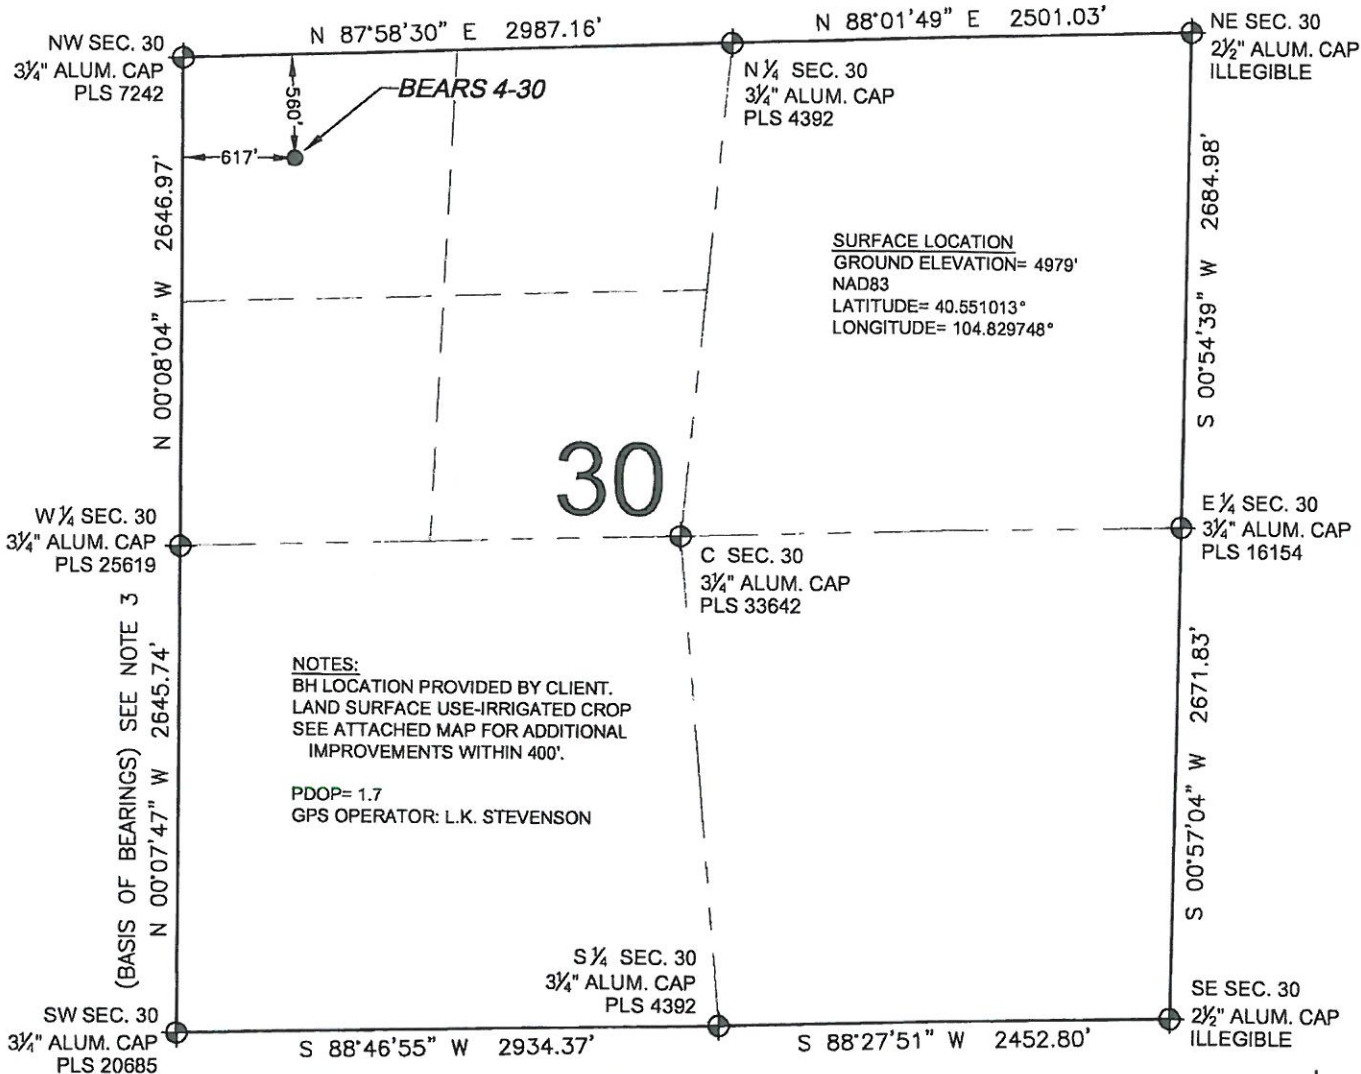 N 87°58'30" E 2987.16'
N 88°01'49" E 2501.03'
NW SEC. 30
3¼" ALUM. CAP
PLS 7242
BEARS 4-30
560'
617'
N ¼ SEC. 30
3¼" ALUM. CAP
PLS 4392
NE SEC. 30
2½" ALUM. CAP
ILLEGIBLE
N 00°08'04" W 2646.97'
S 00°54'39" W 2684.98'
SURFACE LOCATION
GROUND ELEVATION= 4979'
NAD83
LATITUDE= 40.551013°
LONGITUDE= 104.829748°
30
W ¼ SEC. 30
3¼" ALUM. CAP
PLS 25619
C SEC. 30
3¼" ALUM. CAP
PLS 33642
E ¼ SEC. 30
3¼" ALUM. CAP
PLS 16154
(BASIS OF BEARINGS) SEE NOTE 3
N 00°07'47" W 2645.74'
NOTES:
BH LOCATION PROVIDED BY CLIENT.
LAND SURFACE USE-IRRIGATED CROP
SEE ATTACHED MAP FOR ADDITIONAL
IMPROVEMENTS WITHIN 400'.
PDOP= 1.7
GPS OPERATOR: L.K. STEVENSON
S 00°57'04" W 2671.83'
SW SEC. 30
3¼" ALUM. CAP
PLS 20685
S ¼ SEC. 30
3¼" ALUM. CAP
PLS 4392
SE SEC. 30
2½" ALUM. CAP
ILLEGIBLE
S 88°46'55" W 2934.37'
S 88°27'51" W 2452.80'